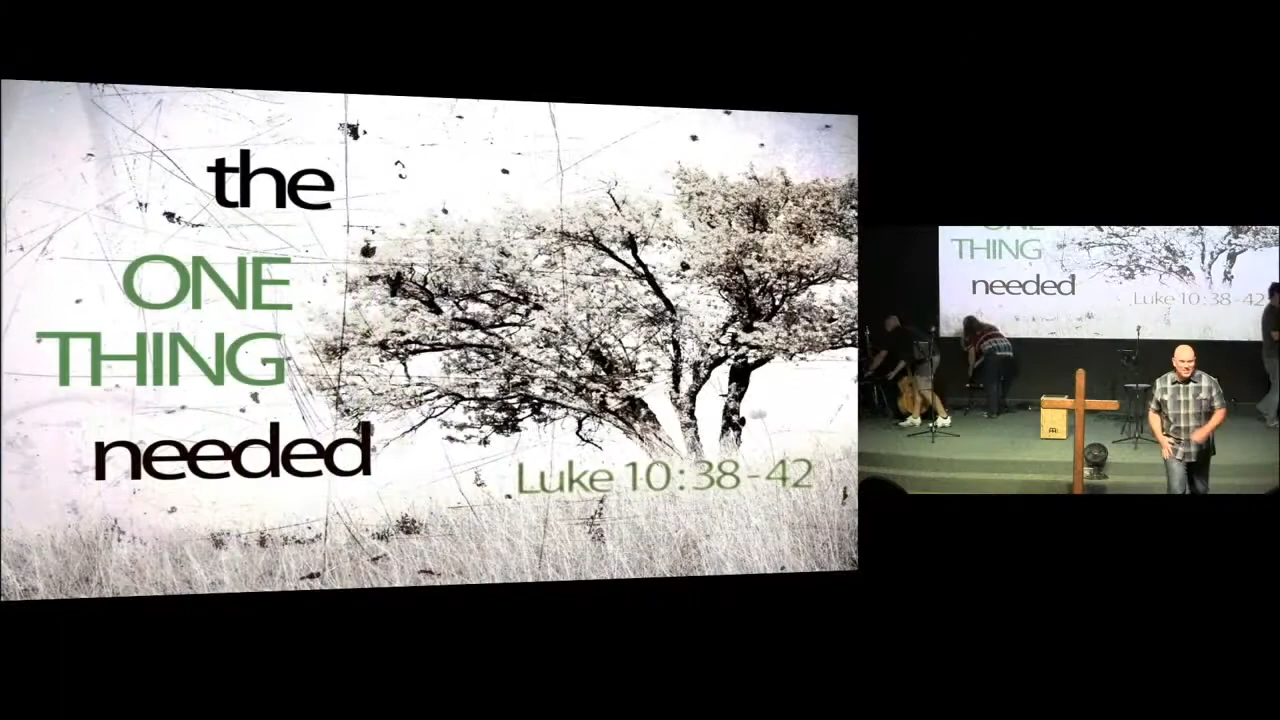 the
ONE
THING
needed
Luke 10:38-42
ONE
THING
needed
Luke 10:38-42